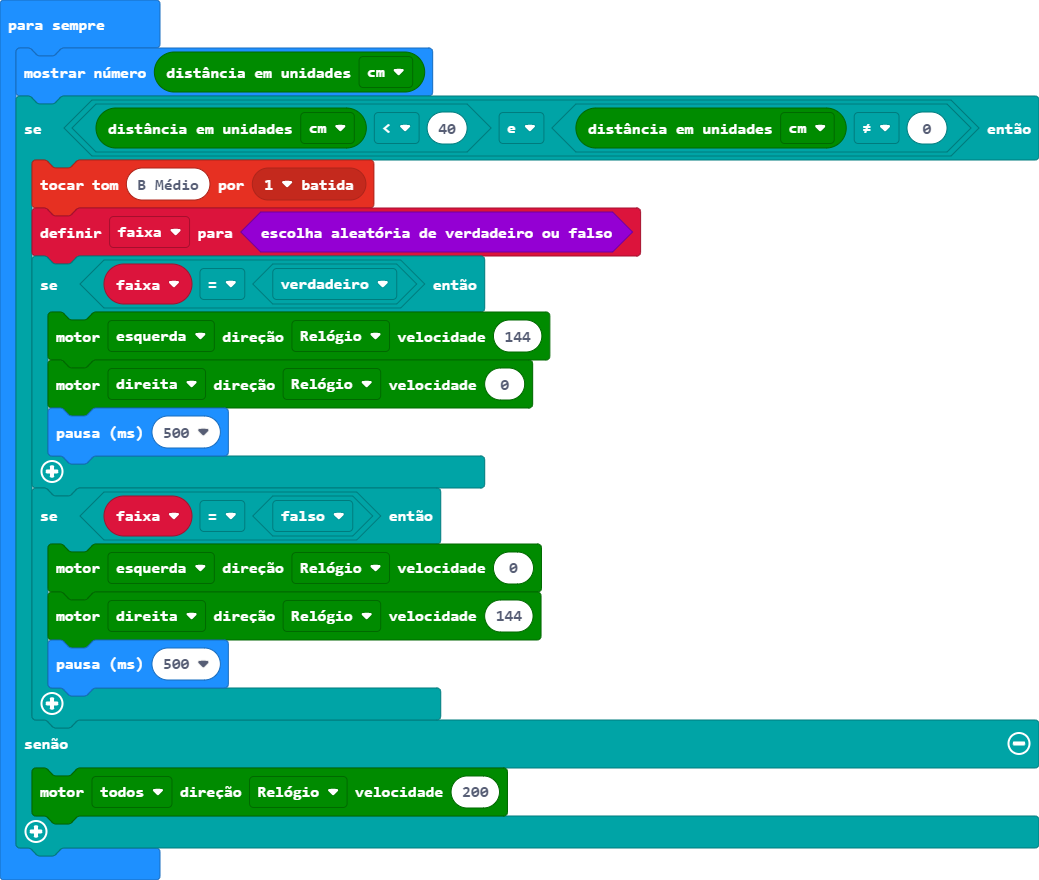 para sempre
mostrar número distância em unidades cm
se distância em unidades cm < 40 e distância em unidades cm ≠ 0 então
tocar tom B Médio por 1 batida
definir faixa para escolha aleatória de verdadeiro ou falso
se faixa = verdadeiro então
motor esquerda direção Relógio velocidade 144
motor direita direção Relógio velocidade 0
pausa (ms) 500
se faixa = falso então
motor esquerda direção Relógio velocidade 0
motor direita direção Relógio velocidade 144
pausa (ms) 500
senão
motor todos direção Relógio velocidade 200